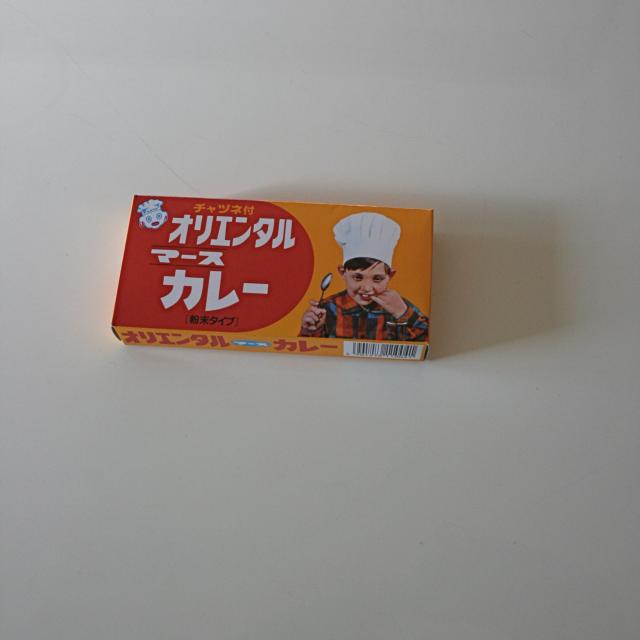 チャツネ付
オリエンタル
マース
カレー
[粉末タイプ]
オリエンタル マース カレー